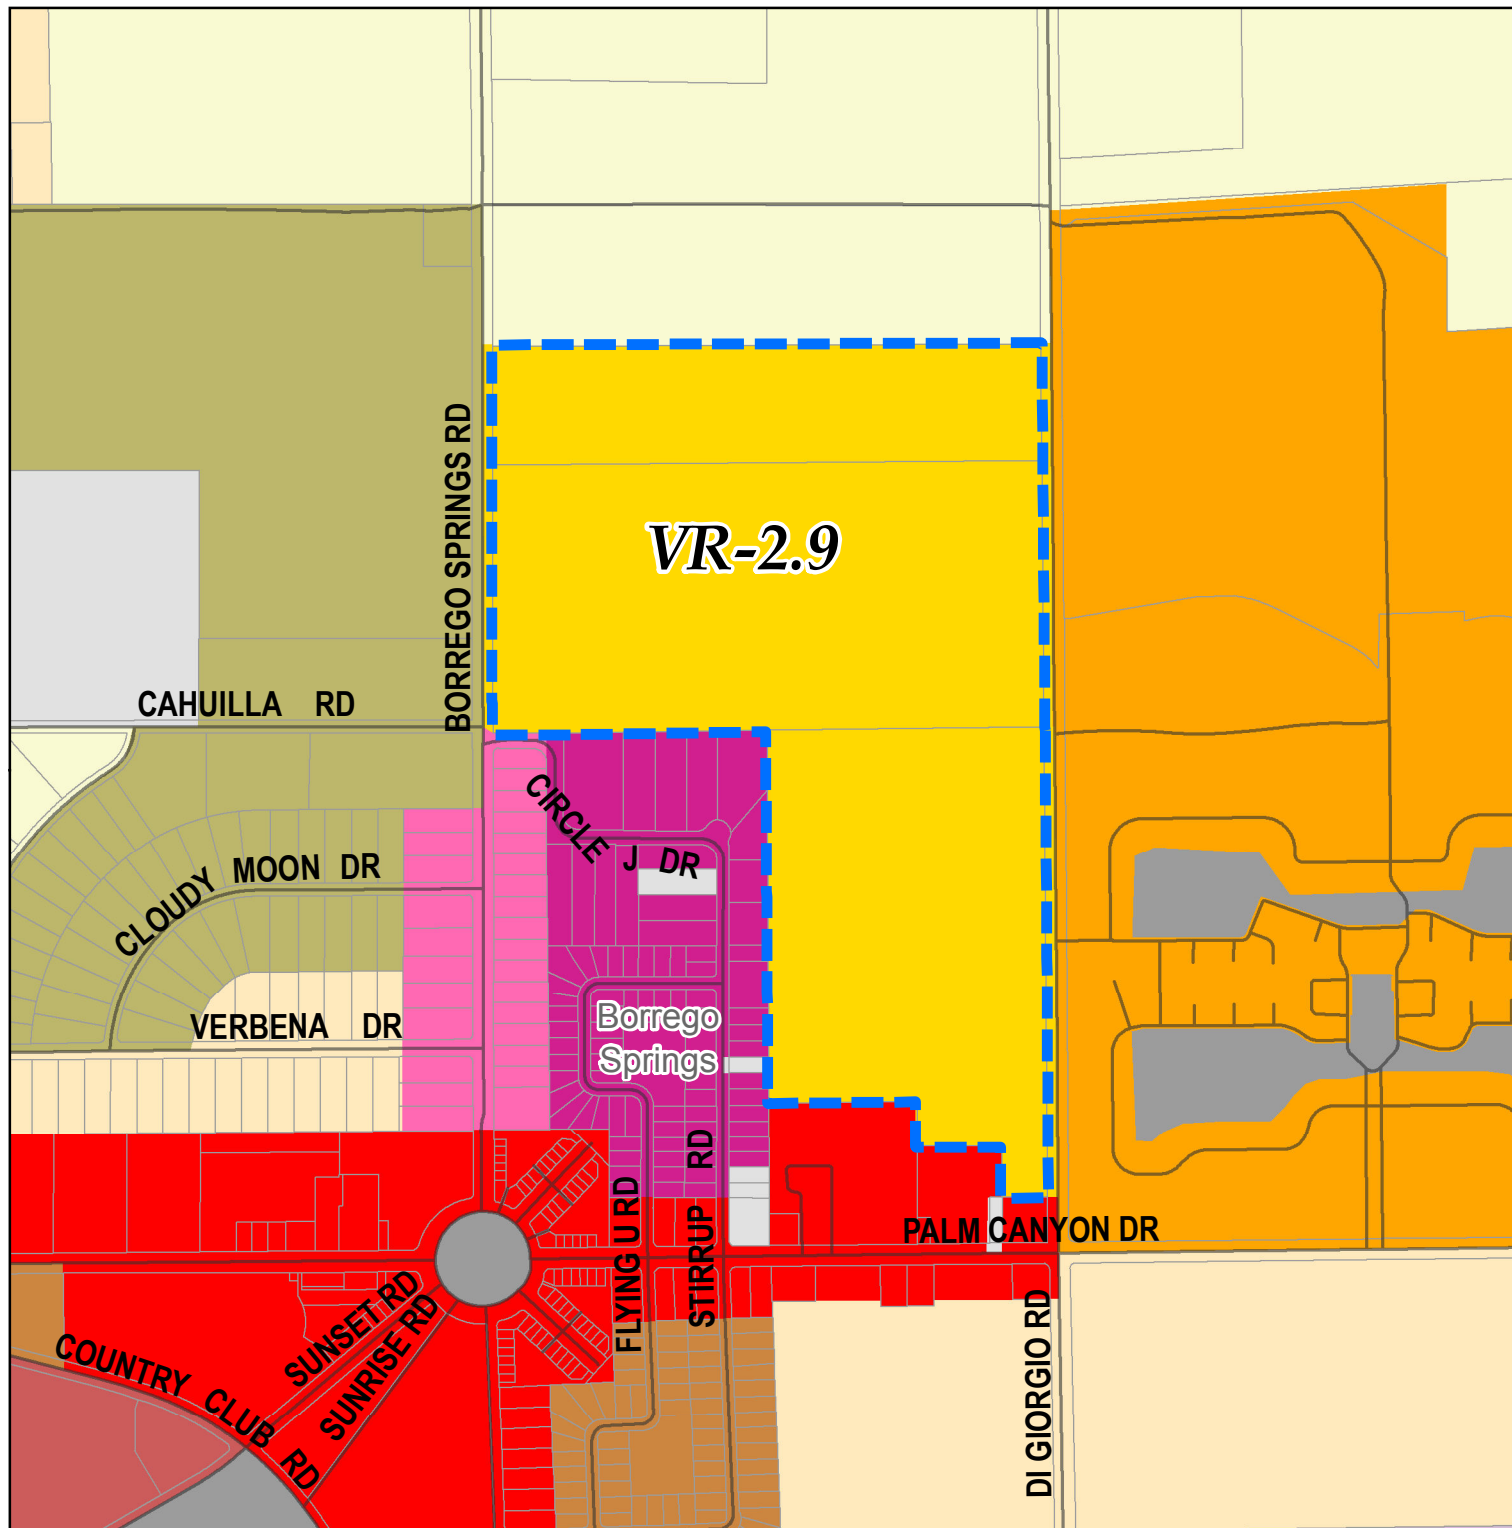 BORREGO SPRINGS RD
VR-2.9
CAHUILLA RD
CIRCLE J DR
CLOUDY MOON DR
VERBENA DR
Borrego
Springs
FLYING U RD
STIRRUP RD
PALM CANYON DR
SUNSET RD
SUNRISE RD
COUNTRY CLUB RD
DI GIORGIO RD